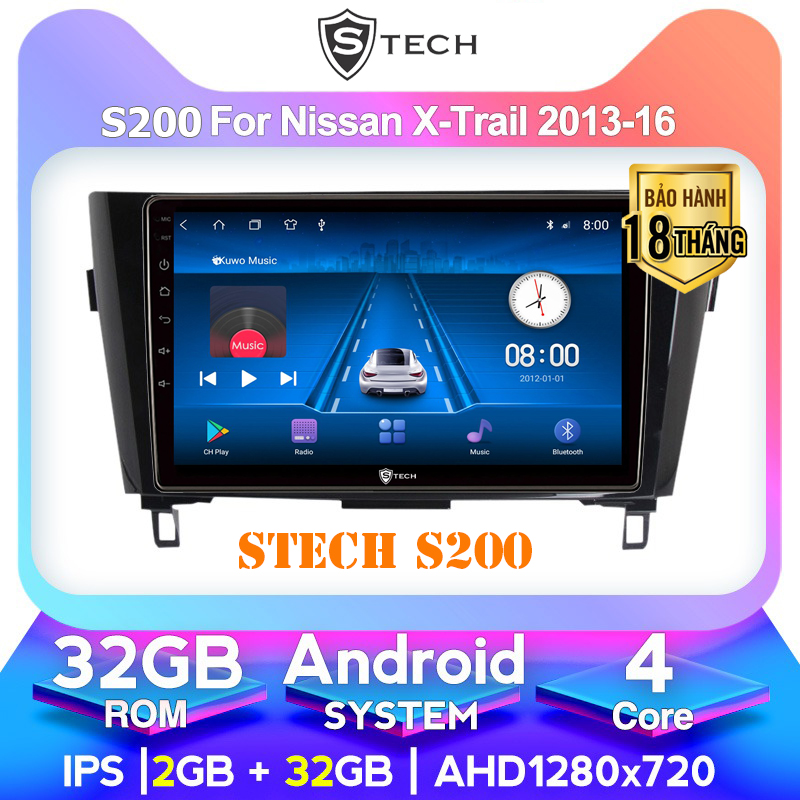 S TECH
S200 For Nissan X-Trail 2013-16
BẢO HÀNH
18 THÁNG
MIC
RST
8:00
Kuwo Music
Music
08:00
2012-01-01
CH Play
Radio
Music
Bluetooth
S TECH
STECH S200
32GB
ROM
Android
SYSTEM
4
Core
IPS |2GB + 32GB | AHD1280x720